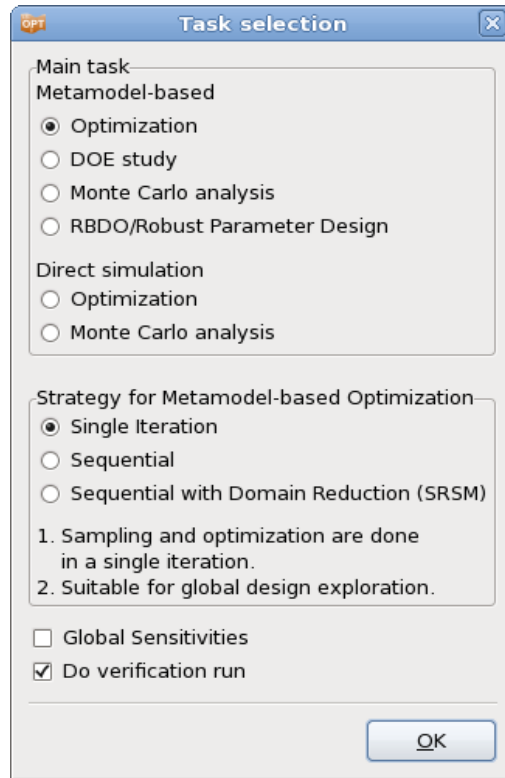 OPT
Task selection
Main task
Metamodel-based
Optimization
DOE study
Monte Carlo analysis
RBDO/Robust Parameter Design
Direct simulation
Optimization
Monte Carlo analysis
Strategy for Metamodel-based Optimization
Single Iteration
Sequential
Sequential with Domain Reduction (SRSM)
1. Sampling and optimization are done
in a single iteration.
2. Suitable for global design exploration.
Global Sensitivities
Do verification run
OK